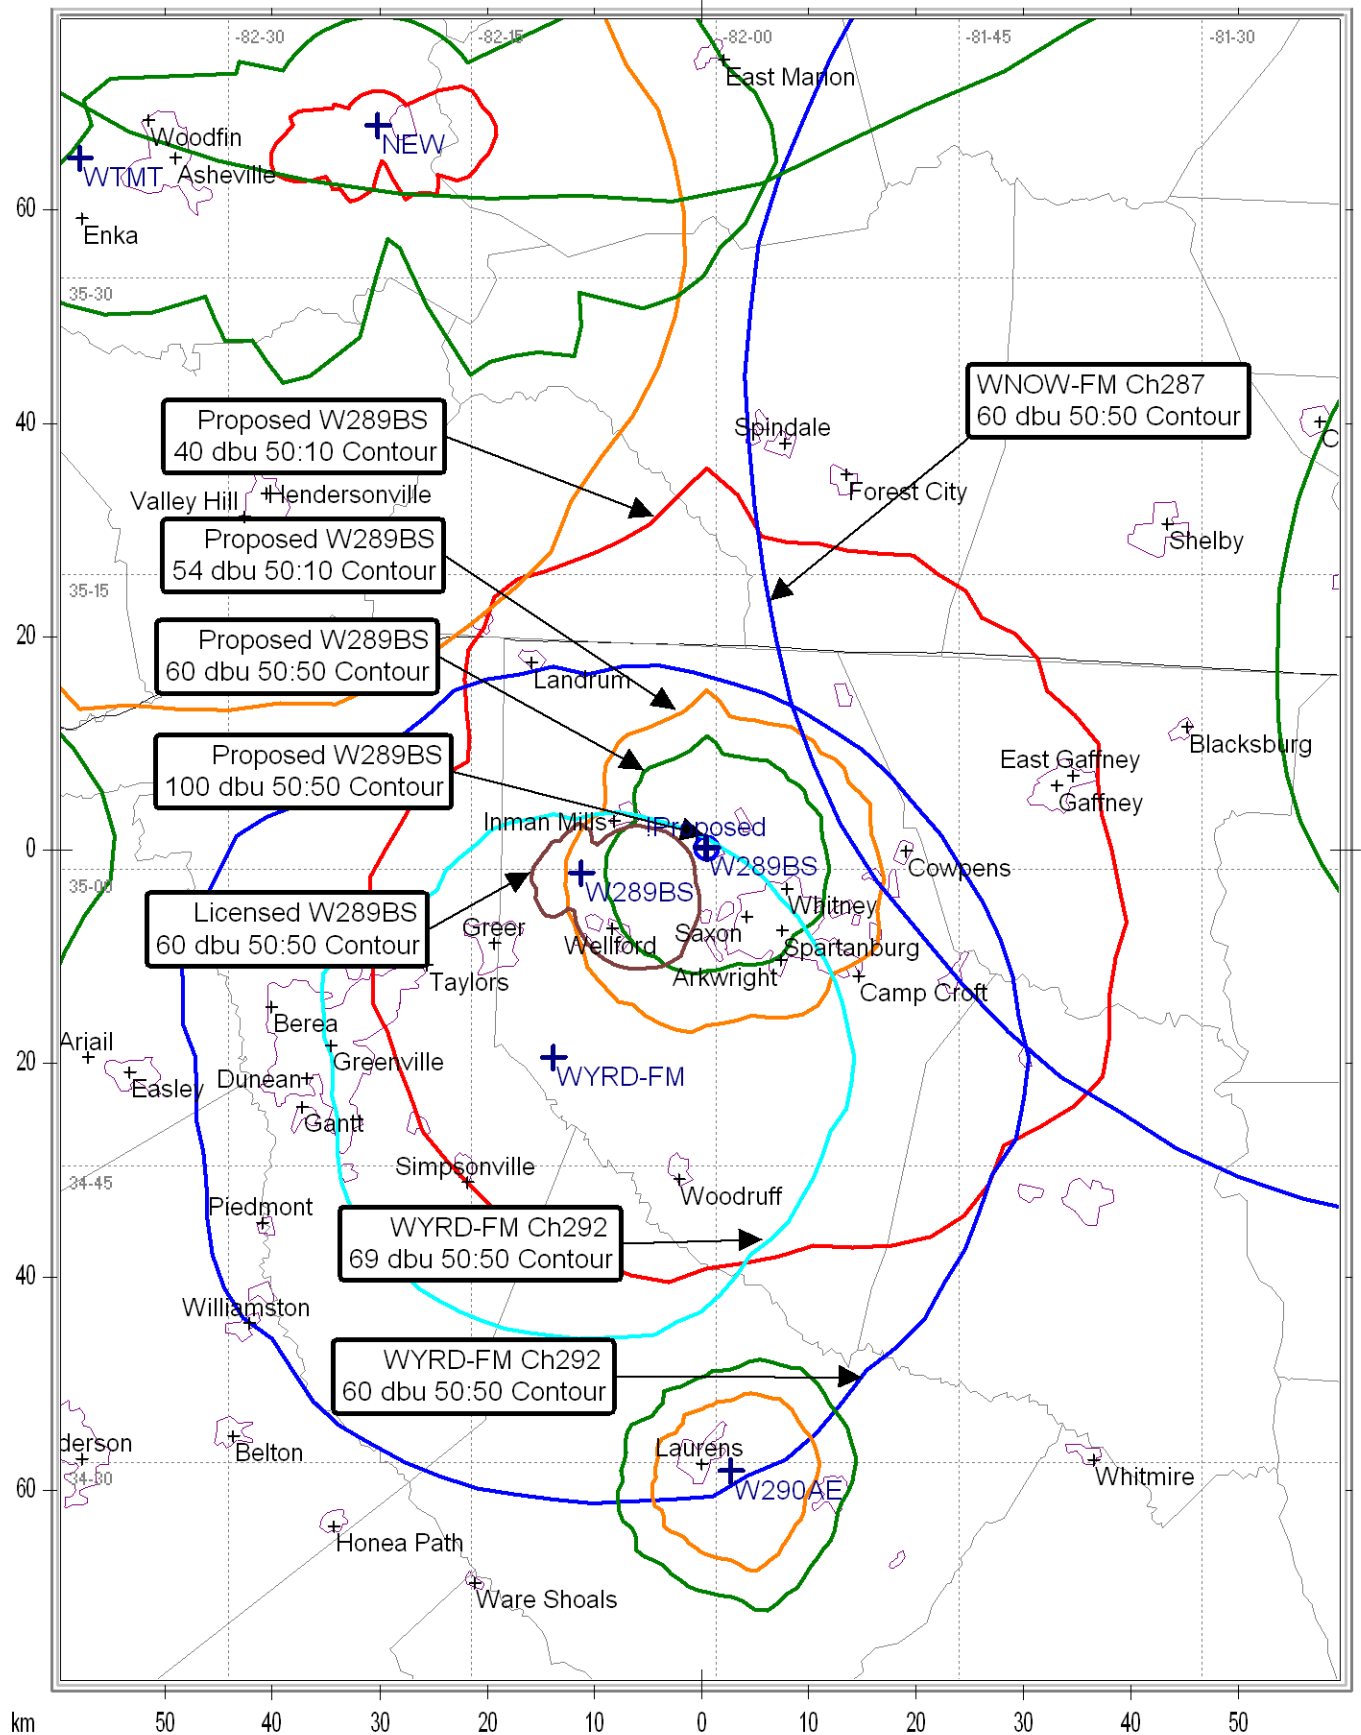 -82-30
-82-15
-82-00
-81-45
-81-30
East Marion
Woodfin
NEW
WTMT
Asheville
60
Enka
35-30
WNOW-FM Ch287
60 dbu 50:50 Contour
Proposed W289BS
40 dbu 50:10 Contour
40
Spindale
C
Forest City
Hendersonville
Valley Hill
Shelby
Proposed W289BS
54 dbu 50:10 Contour
35-15
20
Proposed W289BS
60 dbu 50:50 Contour
Landrum
Blacksburg
East Gaffney
Gaffney
Proposed W289BS
100 dbu 50:50 Contour
Inman Mills
!Proposed
0
W289BS
Cowpens
35-00
W289BS
Whitney
Licensed W289BS
60 dbu 50:50 Contour
Greer
Wellford
Saxon
Spartanburg
Arkwright
Taylors
Camp Croft
Berea
Ariail
Greenville
20
Dunean
WYRD-FM
Easley
Gantt
Simpsonville
34-45
Woodruff
Piedmont
WYRD-FM Ch292
69 dbu 50:50 Contour
40
Williamston
WYRD-FM Ch292
60 dbu 50:50 Contour
derson
Belton
Laurens
34-30
60
W290AE
Whitmire
Honea Path
Ware Shoals
km
50
40
30
20
10
0
10
20
30
40
50